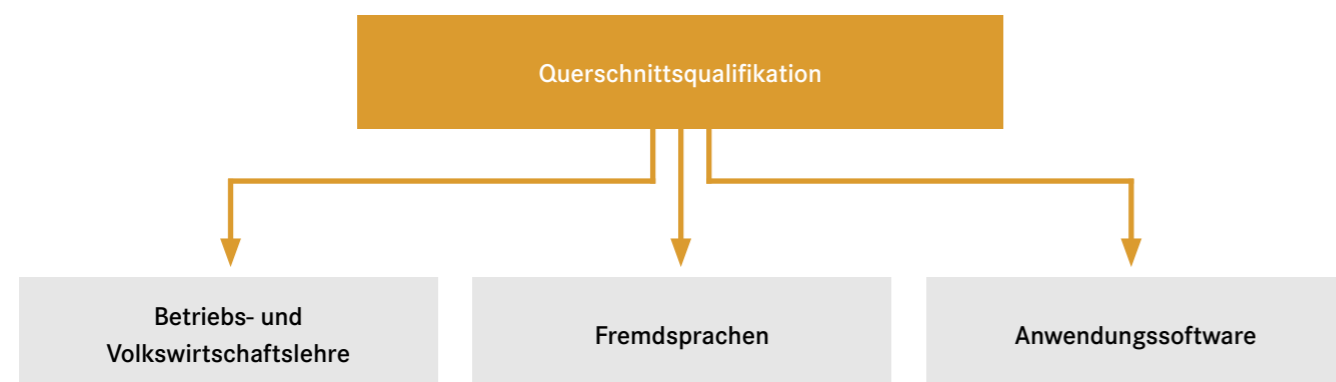 Querschnittsqualifikation
Betriebs- und
Volkswirtschaftslehre
Fremdsprachen
Anwendungssoftware